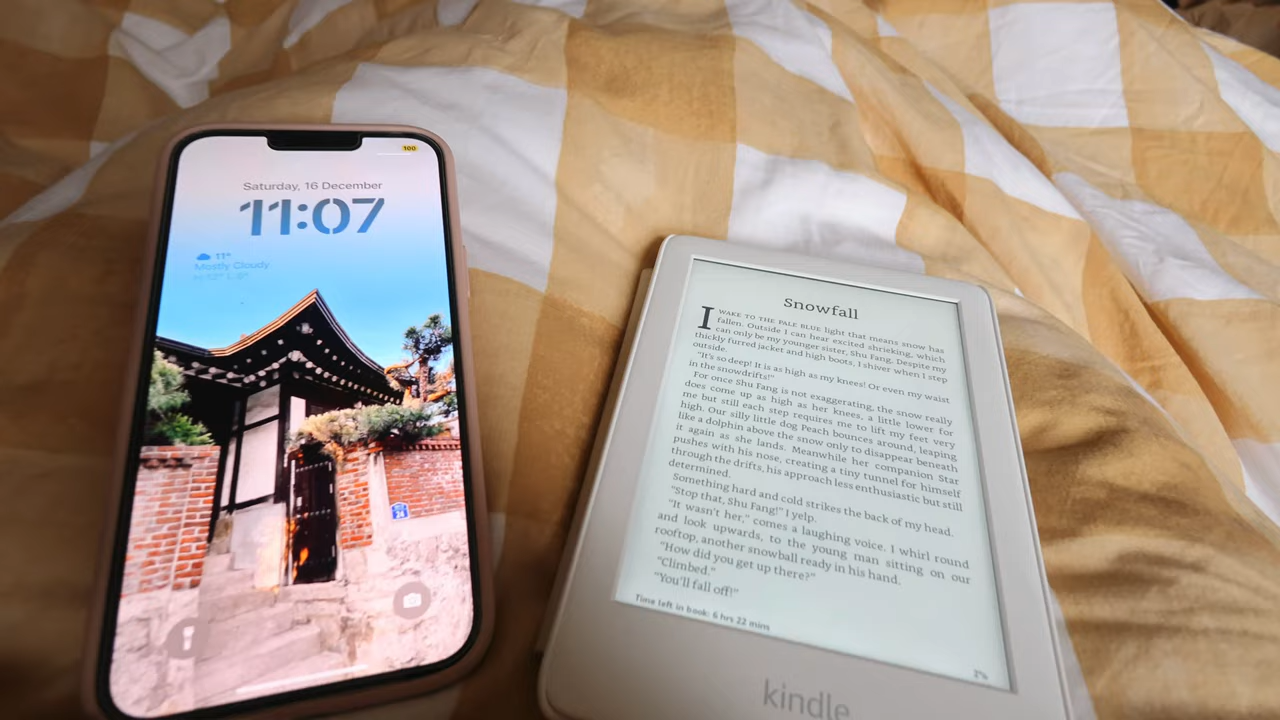 100
Saturday, 16 December
11:07
11°
Mostly Cloudy
H:12° L:8°
24
Snowfall
I WAKE TO THE PALE BLUE light that means snow has
fallen. Outside I can hear excited shrieking, which
can only be my younger sister, Shu Fang. Despite my
thickly furred jacket and high boots, I shiver when I step
outside.
"It's so deep! It is as high as my knees! Or even my waist
in the snowdrifts!"
For once Shu Fang is not exaggerating, the snow really
does come up as high as her knees, a little lower for
me but still each step requires me to lift my feet very
high. Our silly little dog Peach bounces around, leaping
like a dolphin above the snow only to disappear beneath
it again as she lands. Meanwhile her companion Star
pushes with his nose, creating a tiny tunnel for himself
through the drifts, his approach less enthusiastic but still
determined.
Something hard and cold strikes the back of my head.
"Stop that, Shu Fang!" I yelp.
"It wasn't her," comes a laughing voice. I whirl round
and look upwards, to the young man sitting on our
rooftop, another snowball ready in his hand.
"How did you get up there?"
"Climbed."
"You'll fall off!"
Time left in book: 6 hrs 22 mins
2%
kindle